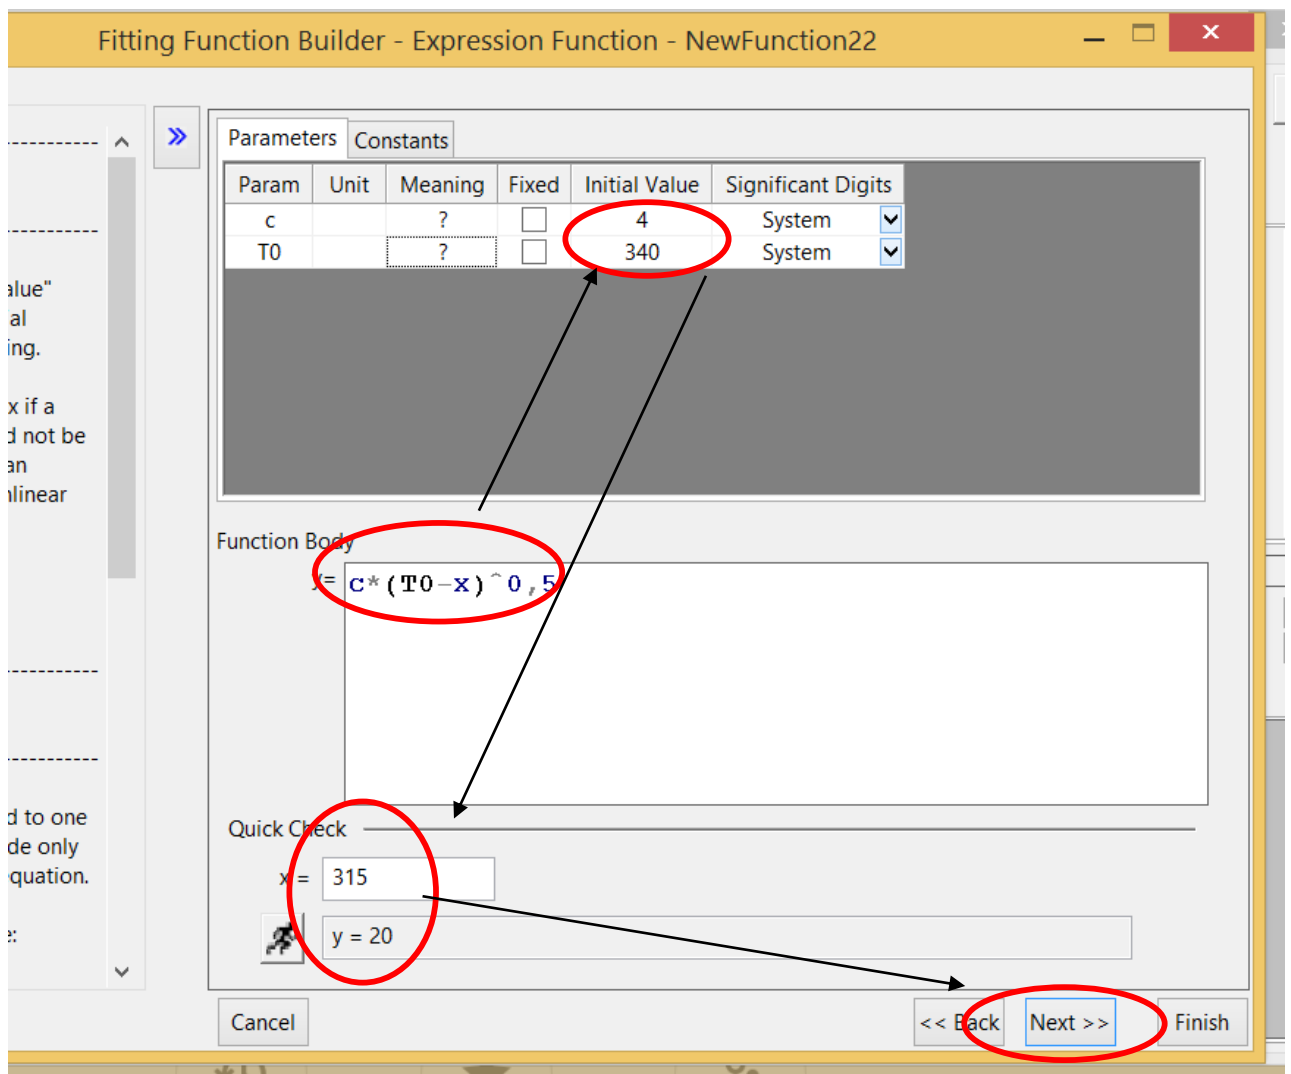 Fitting Function Builder - Expression Function - NewFunction22
Parameters Constants
Param Unit Meaning Fixed Initial Value Significant Digits
c ? 4 System
T0 ? 340 System
alue"
al
ing.
x if a
d not be
an
nlinear
Function Body
y= c*(T0-x)^0,5
d to one
de only
equation.
e:
Quick Check
x = 315
y = 20
Cancel << Back Next >> Finish